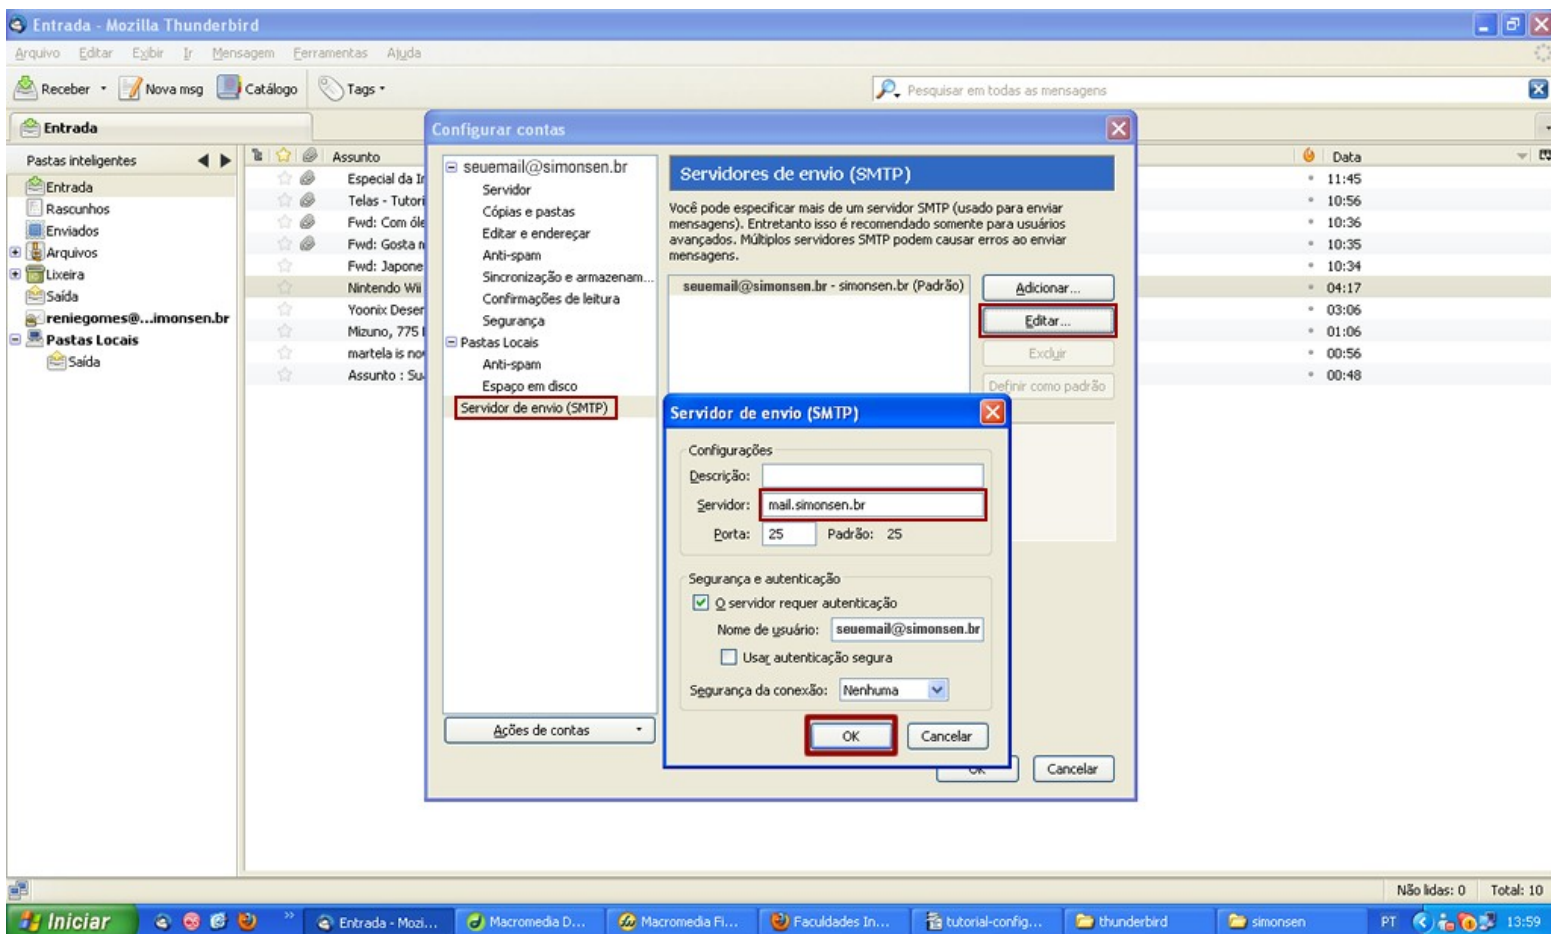 Entrada - Mozilla Thunderbird
Arquivo Editar Exibir Ir Mensagem Ferramentas Ajuda
Receber Nova msg Catálogo Tags Pesquisar em todas as mensagens
Entrada
Pastas inteligentes
Entrada
Rascunhos
Enviados
Arquivos
Lixeira
Saída
reniegomes@...imonsen.br
Pastas Locais
Saída
Assunto Data
Especial da 11:45
Telas - Tutori 10:56
Fwd: Com óle 10:36
Fwd: Gosta 10:35
Fwd: Japone 10:34
Nintendo Wii 04:17
Yoonix Deser 03:06
Mizuno, 775 01:06
martela is 00:56
Assunto : 00:48
Configurar contas
seuemail@simonsen.br
Servidor
Cópias e pastas
Editar e endereçar
Anti-spam
Sincronização e armazenam...
Confirmações de leitura
Segurança
Pastas Locais
Anti-spam
Espaço em disco
Servidor de envio (SMTP)
Ações de contas
Servidores de envio (SMTP)
Você pode especificar mais de um servidor SMTP (usado para enviar
mensagens). Entretanto isso é recomendado somente para usuários
avançados. Múltiplos servidores SMTP podem causar erros ao enviar
mensagens.
seuemail@simonsen.br - simonsen.br (Padrão)
Adicionar...
Editar...
Excluir
Definir como padrão
Servidor de envio (SMTP)
Configurações
Descrição:
Servidor: mail.simonsen.br
Porta: 25 Padrão: 25
Segurança e autenticação
O servidor requer autenticação
Nome de usuário: seuemail@simonsen.br
Usar autenticação segura
Segurança da conexão: Nenhuma
OK Cancelar
OK Cancelar
Não lidas: 0 Total: 10
Iniciar » Entrada - Mozi... Macromedia D... Macromedia Fi... Faculdades In... tutorial-config... thunderbird simonsen PT 13:59